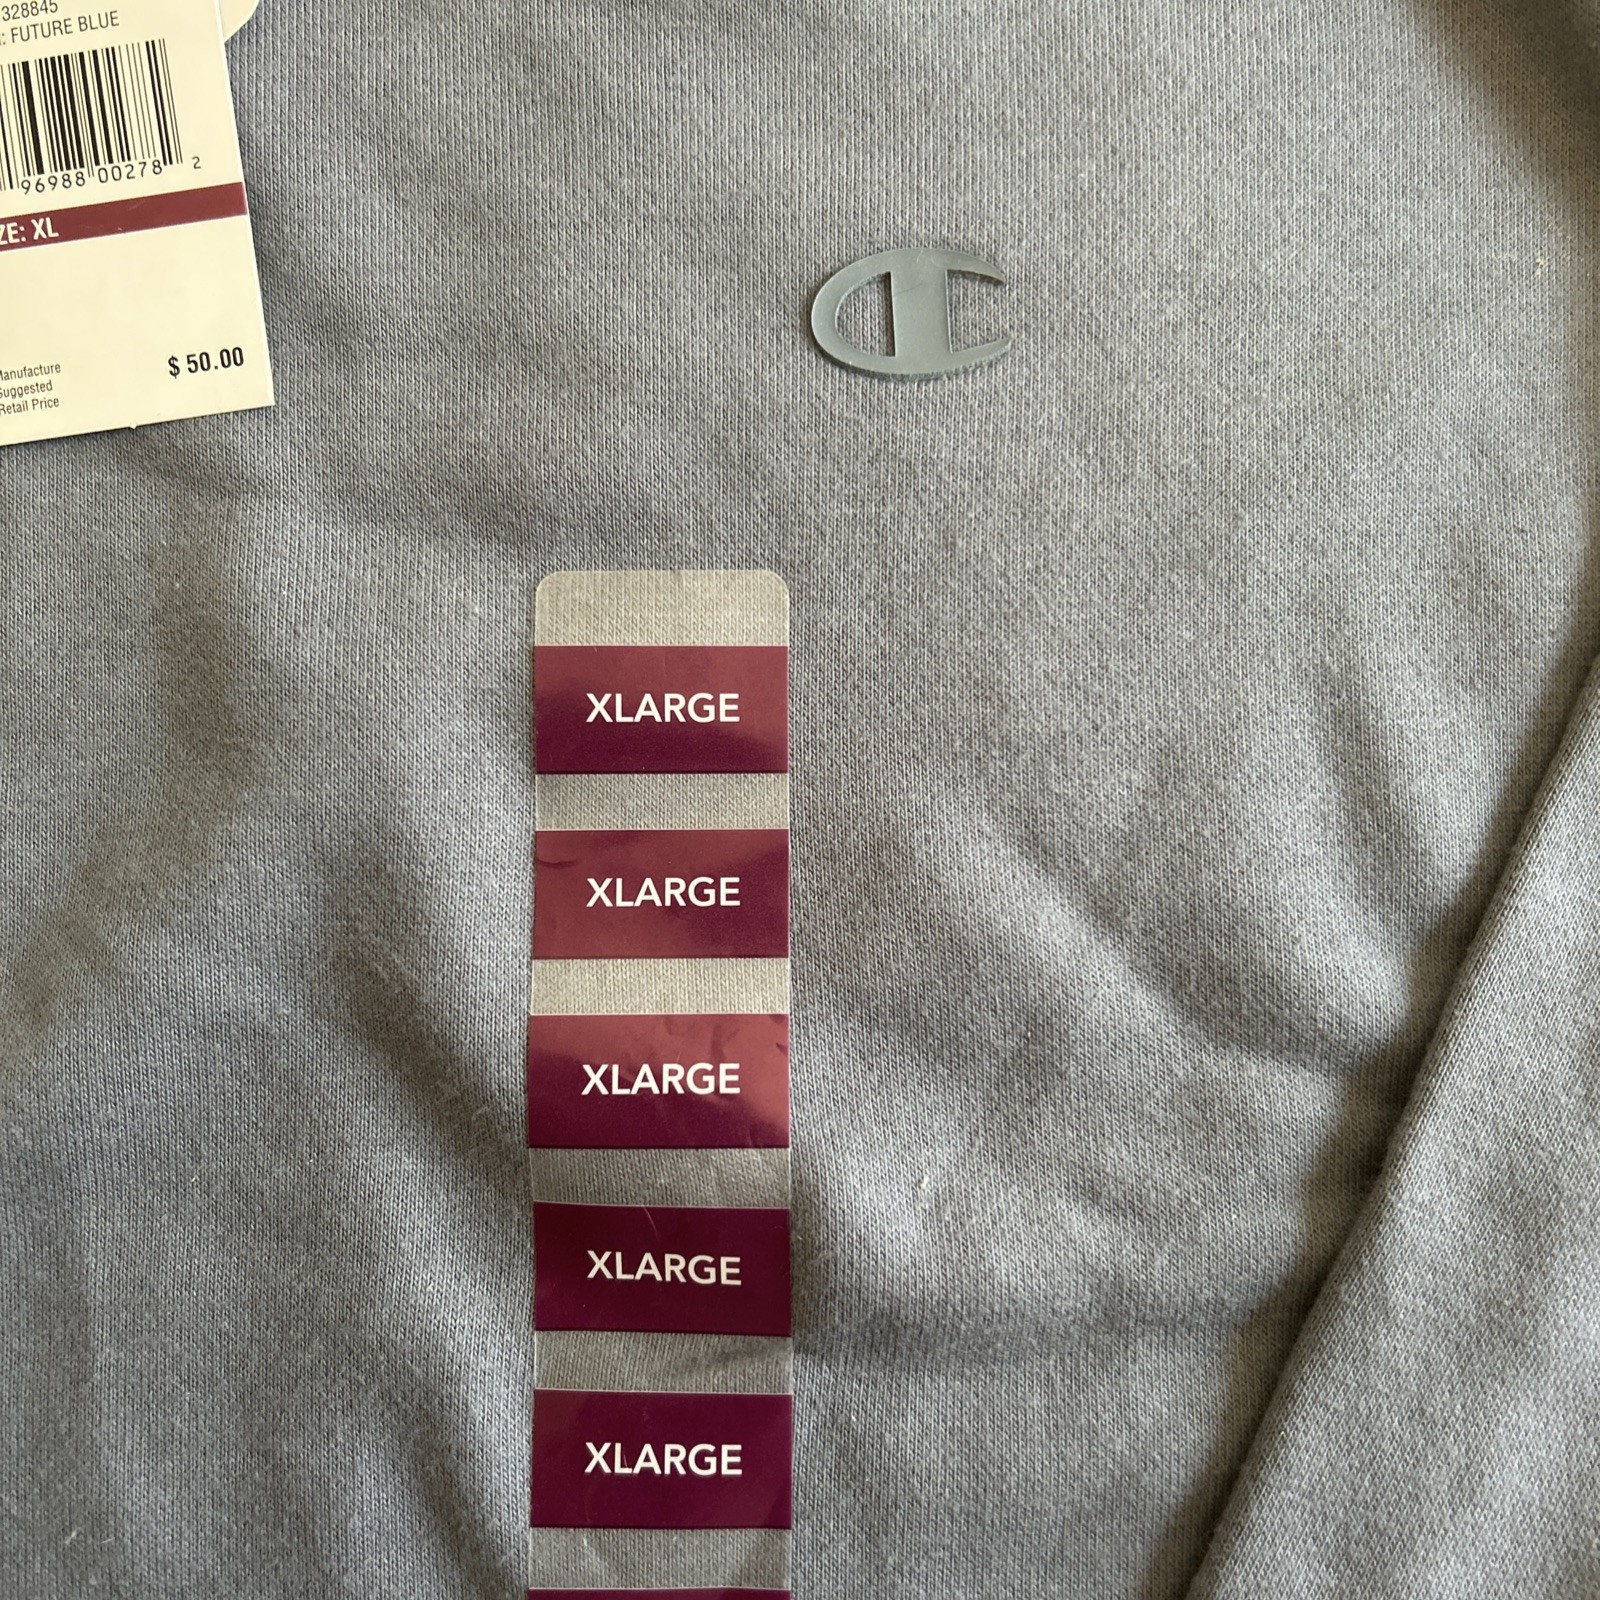 328845
: FUTURE BLUE
96988 00278 2
ZE: XL
$ 50.00
Manufacture
Suggested
Retail Price
XLARGE
XLARGE
XLARGE
XLARGE
XLARGE